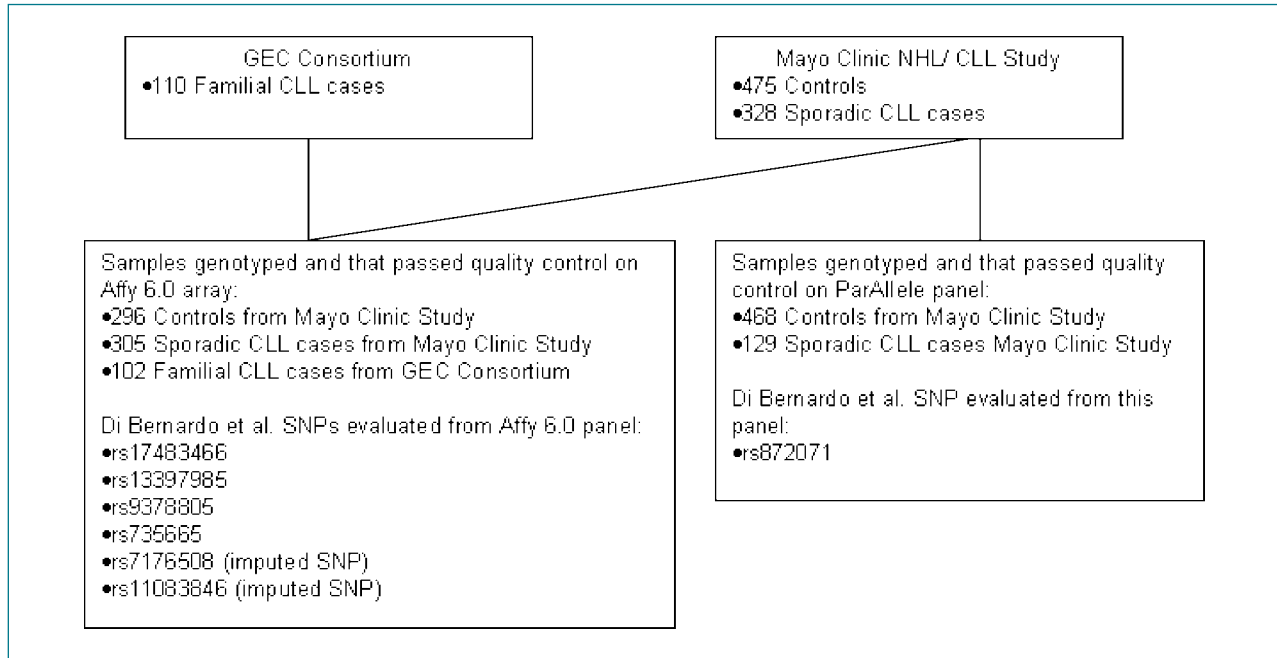 GEC Consortium
•110 Familial CLL cases
Mayo Clinic NHL/ CLL Study
•475 Controls
•328 Sporadic CLL cases
Samples genotyped and that passed quality control on
Affy 6.0 array:
•296 Controls from Mayo Clinic Study
•305 Sporadic CLL cases from Mayo Clinic Study
•102 Familial CLL cases from GEC Consortium
Di Bernardo et al. SNPs evaluated from Affy 6.0 panel:
•rs17483466
•rs13397985
•rs9378805
•rs735665
•rs7176508 (imputed SNP)
•rs11083846 (imputed SNP)
Samples genotyped and that passed quality
control on ParAllele panel:
•468 Controls from Mayo Clinic Study
•129 Sporadic CLL cases Mayo Clinic Study
Di Bernardo et al. SNP evaluated from this
panel:
•rs872071